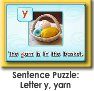 y
The yarn is in the basket.
Sentence Puzzle:
Letter y, yarn